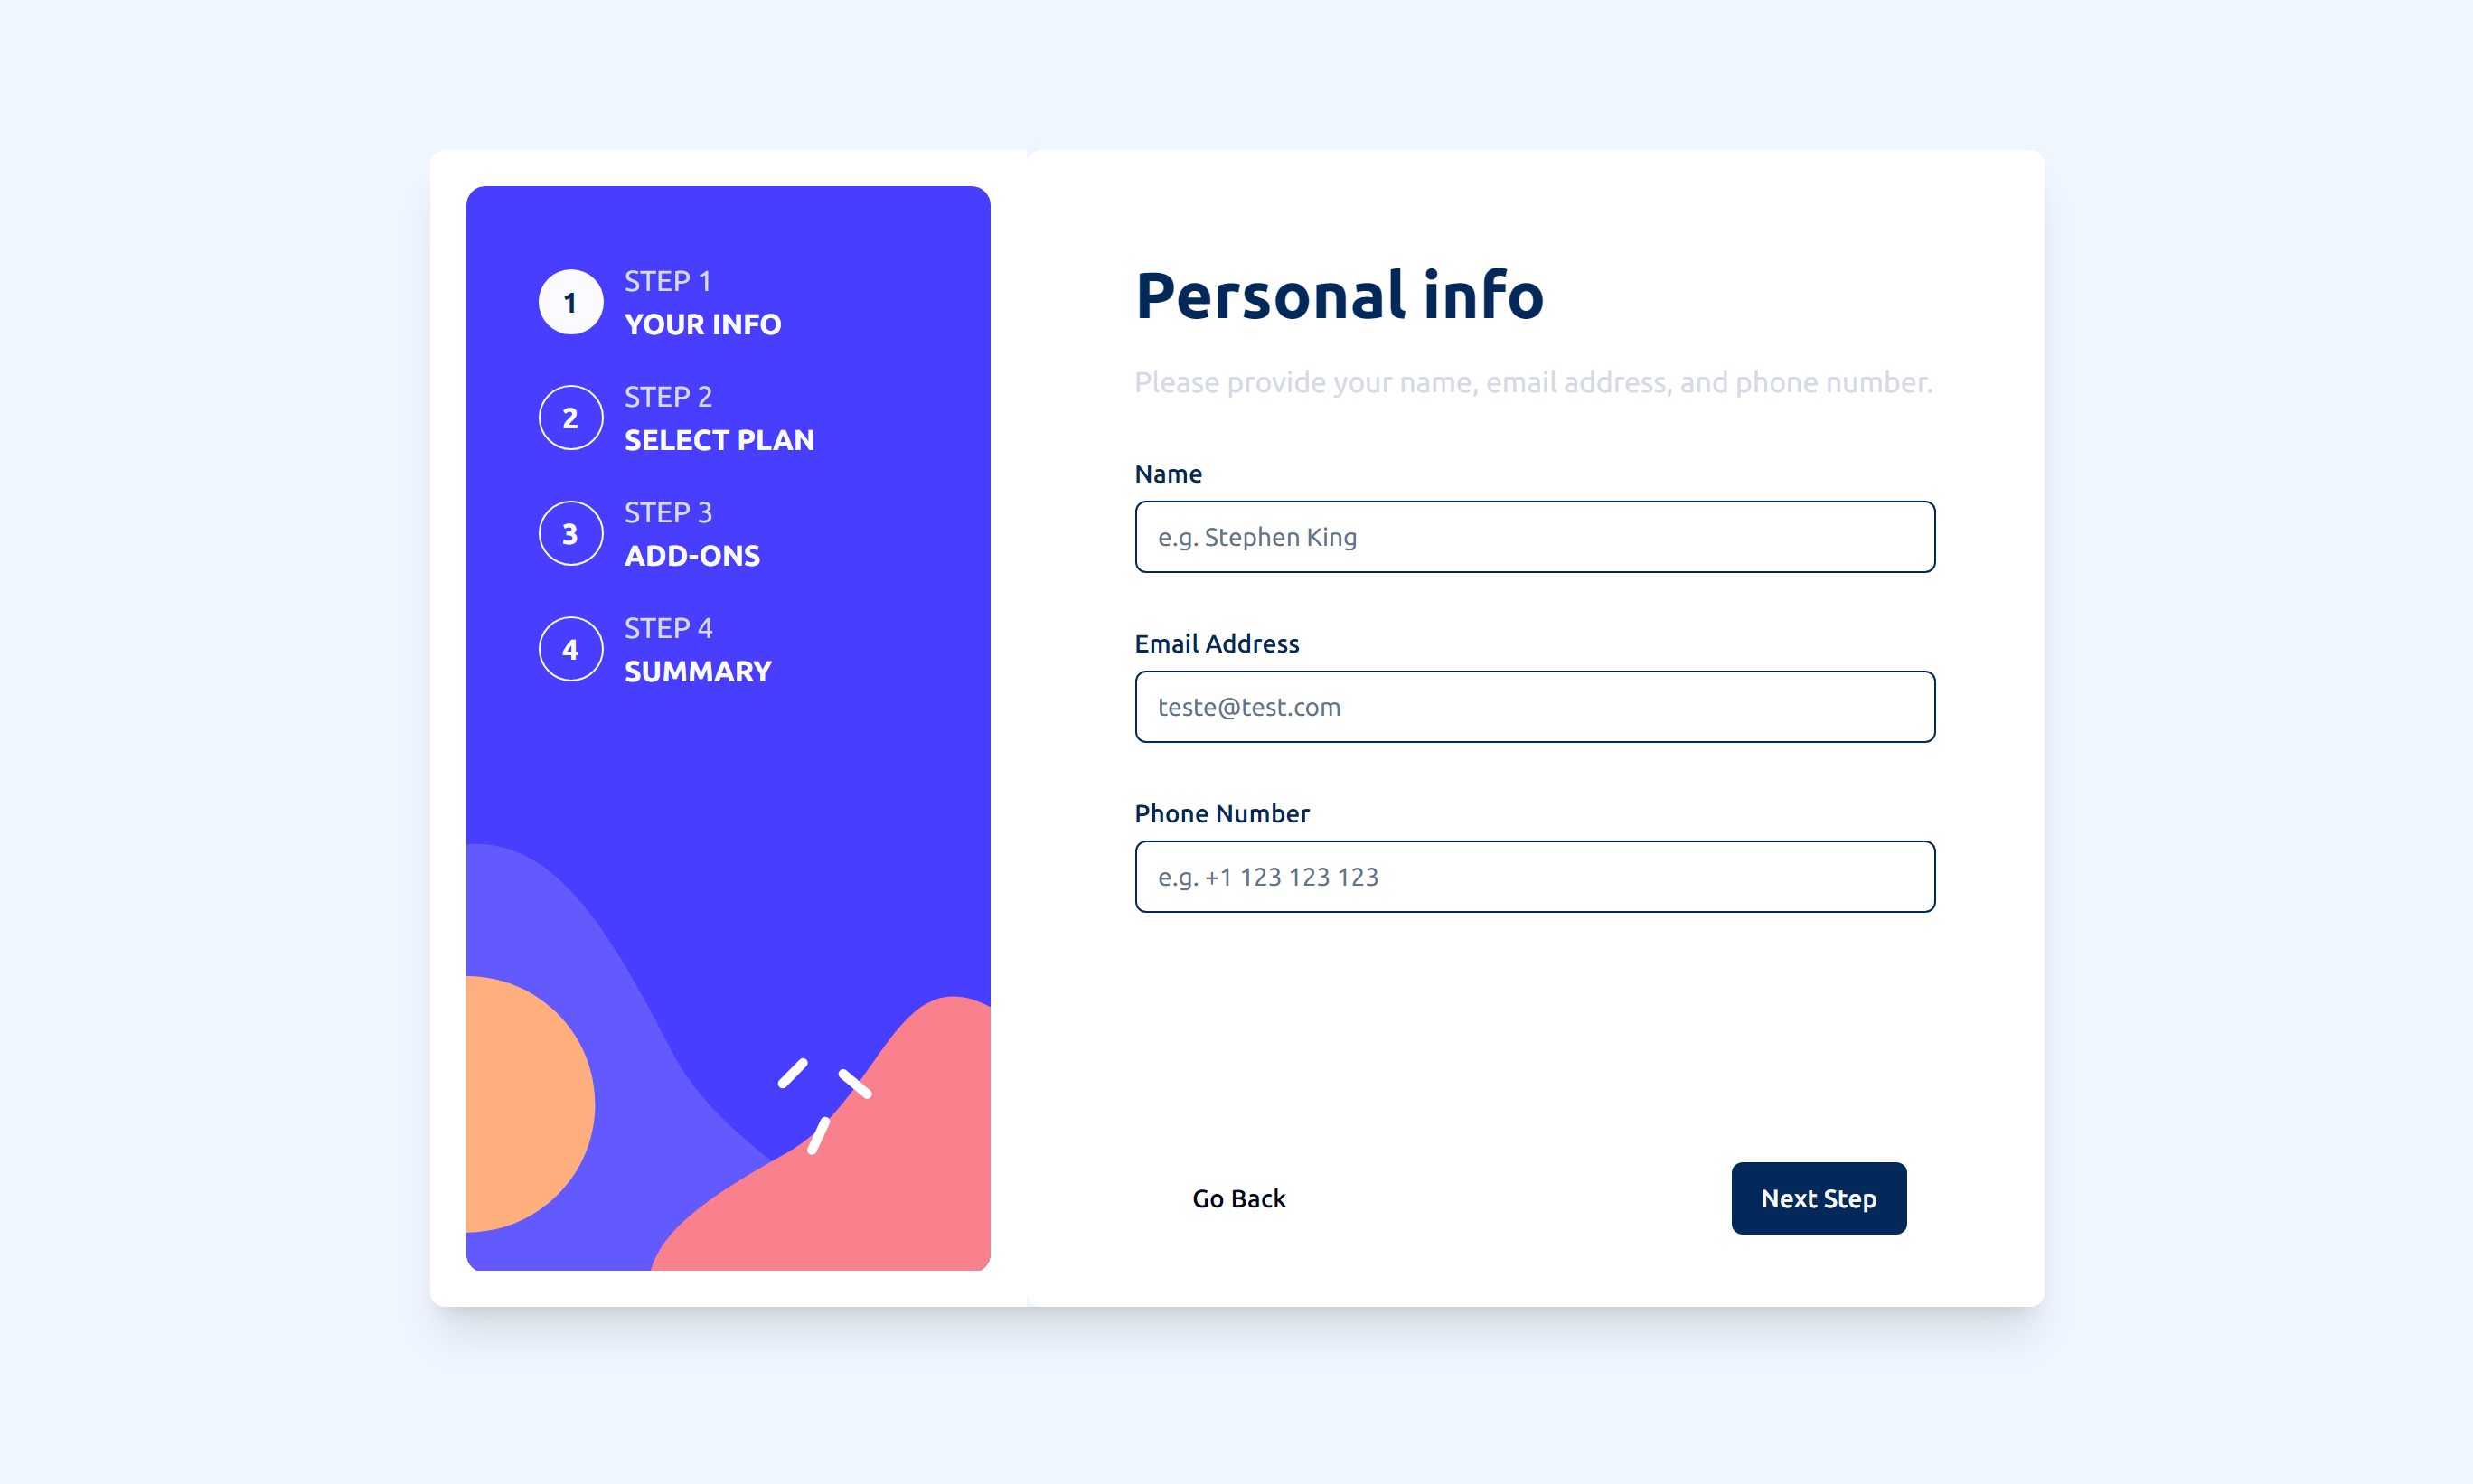 1
STEP 1
YOUR INFO
2
STEP 2
SELECT PLAN
3
STEP 3
ADD-ONS
4
STEP 4
SUMMARY
Personal info
Please provide your name, email address, and phone number.
Name
e.g. Stephen King
Email Address
teste@test.com
Phone Number
e.g. +1 123 123 123
Go Back
Next Step